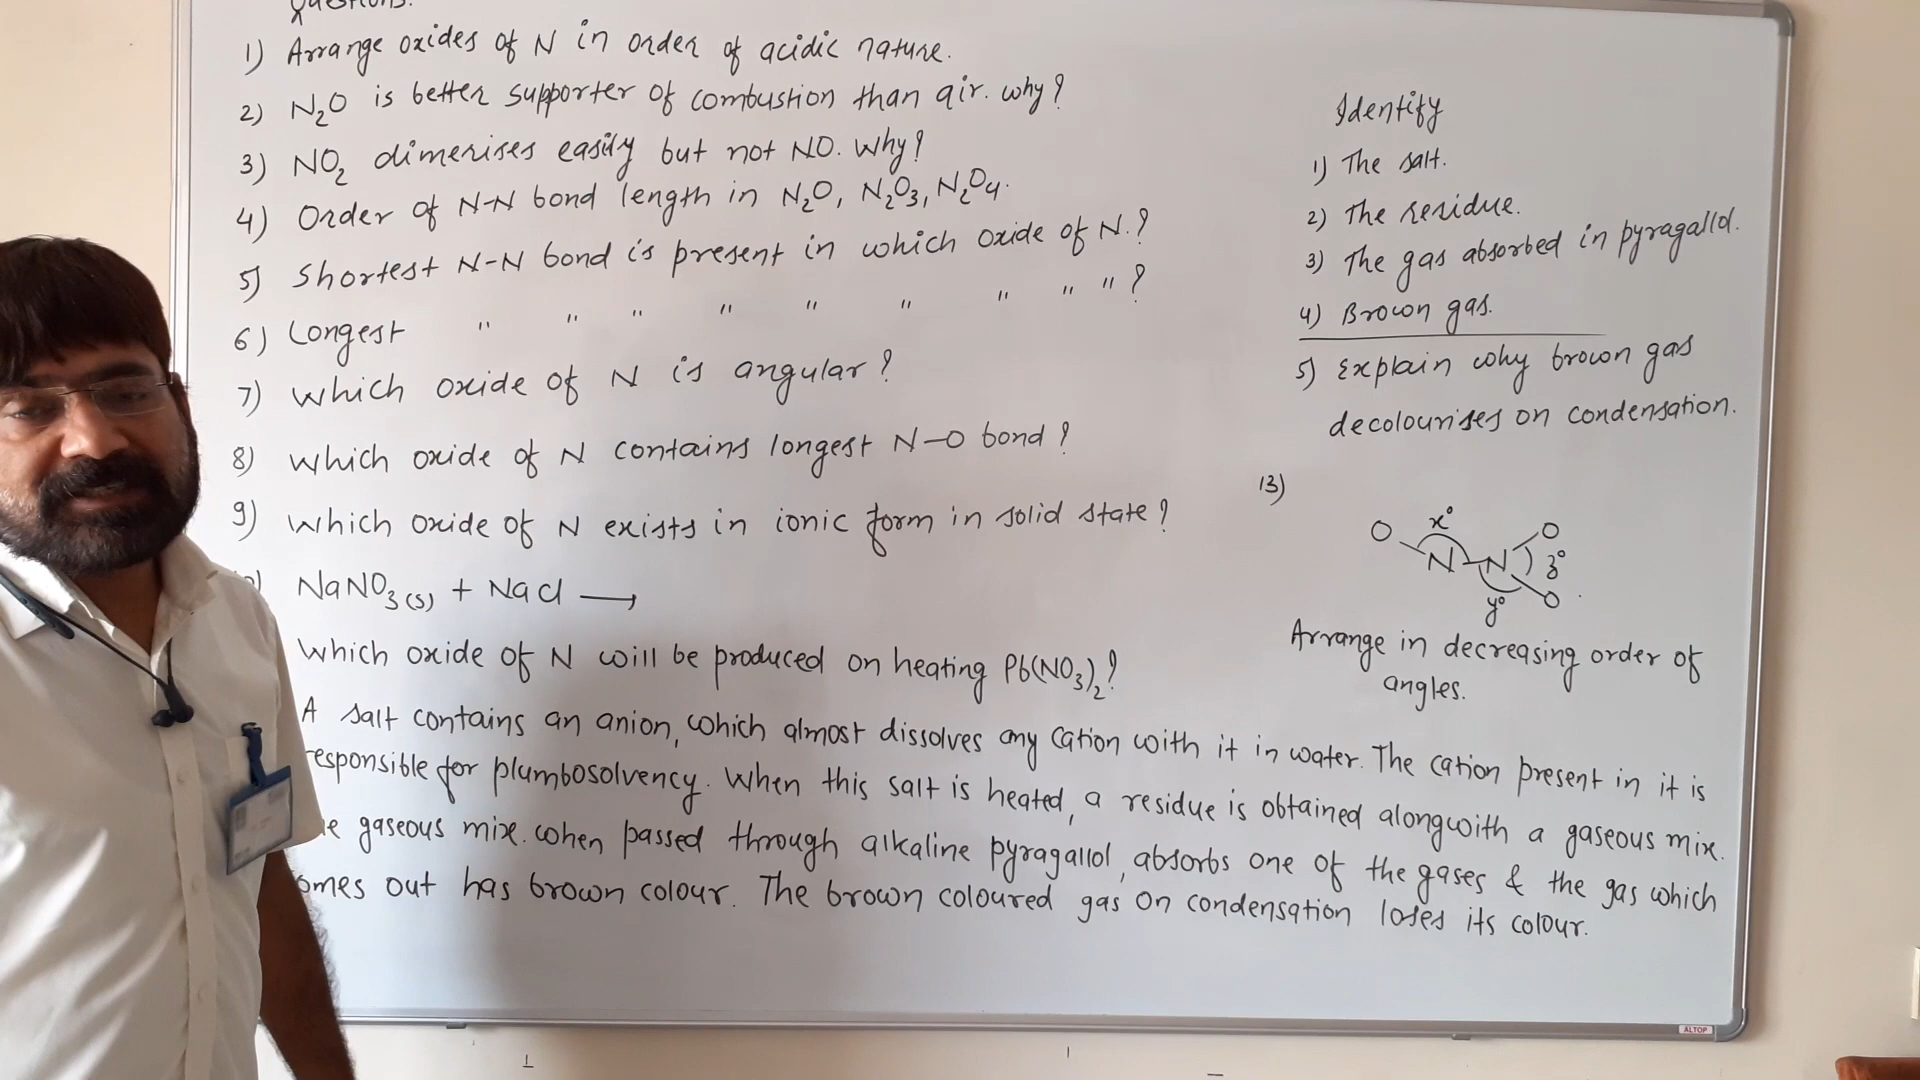 Questions.
1) Arrange oxides of N in order of acidic nature.
2) N₂O is better supporter of combustion than air. why?
3) NO₂ dimerises easily but not NO. Why?
4) Order of N-N bond length in N₂O, N₂O₃, N₂O₄.
5) Shortest N-N bond is present in which oxide of N.?
6) Longest " " " " " " " " "?
7) Which oxide of N is angular?
8) Which oxide of N contains longest N-O bond?
9) Which oxide of N exists in ionic form in solid state?
NaNO₃(s) + NaCl →
Which oxide of N will be produced on heating Pb(NO₃)₂?
A salt contains an anion, which almost dissolves any cation with it in water. The cation present in it is
responsible for plumbosolvency. When this salt is heated, a residue is obtained alongwith a gaseous mix.
gaseous mix. when passed through alkaline pyragallol, absorbs one of the gases & the gas which
omes out has brown colour. The brown coloured gas on condensation loses its colour.
Identify
1) The salt.
2) The residue.
3) The gas absorbed in pyragallol.
4) Brown gas.
5) Explain why brown gas
decolourises on condensation.
13)
O x° O
N N z°
y° O
Arrange in decreasing order of
angles.
ALTOP